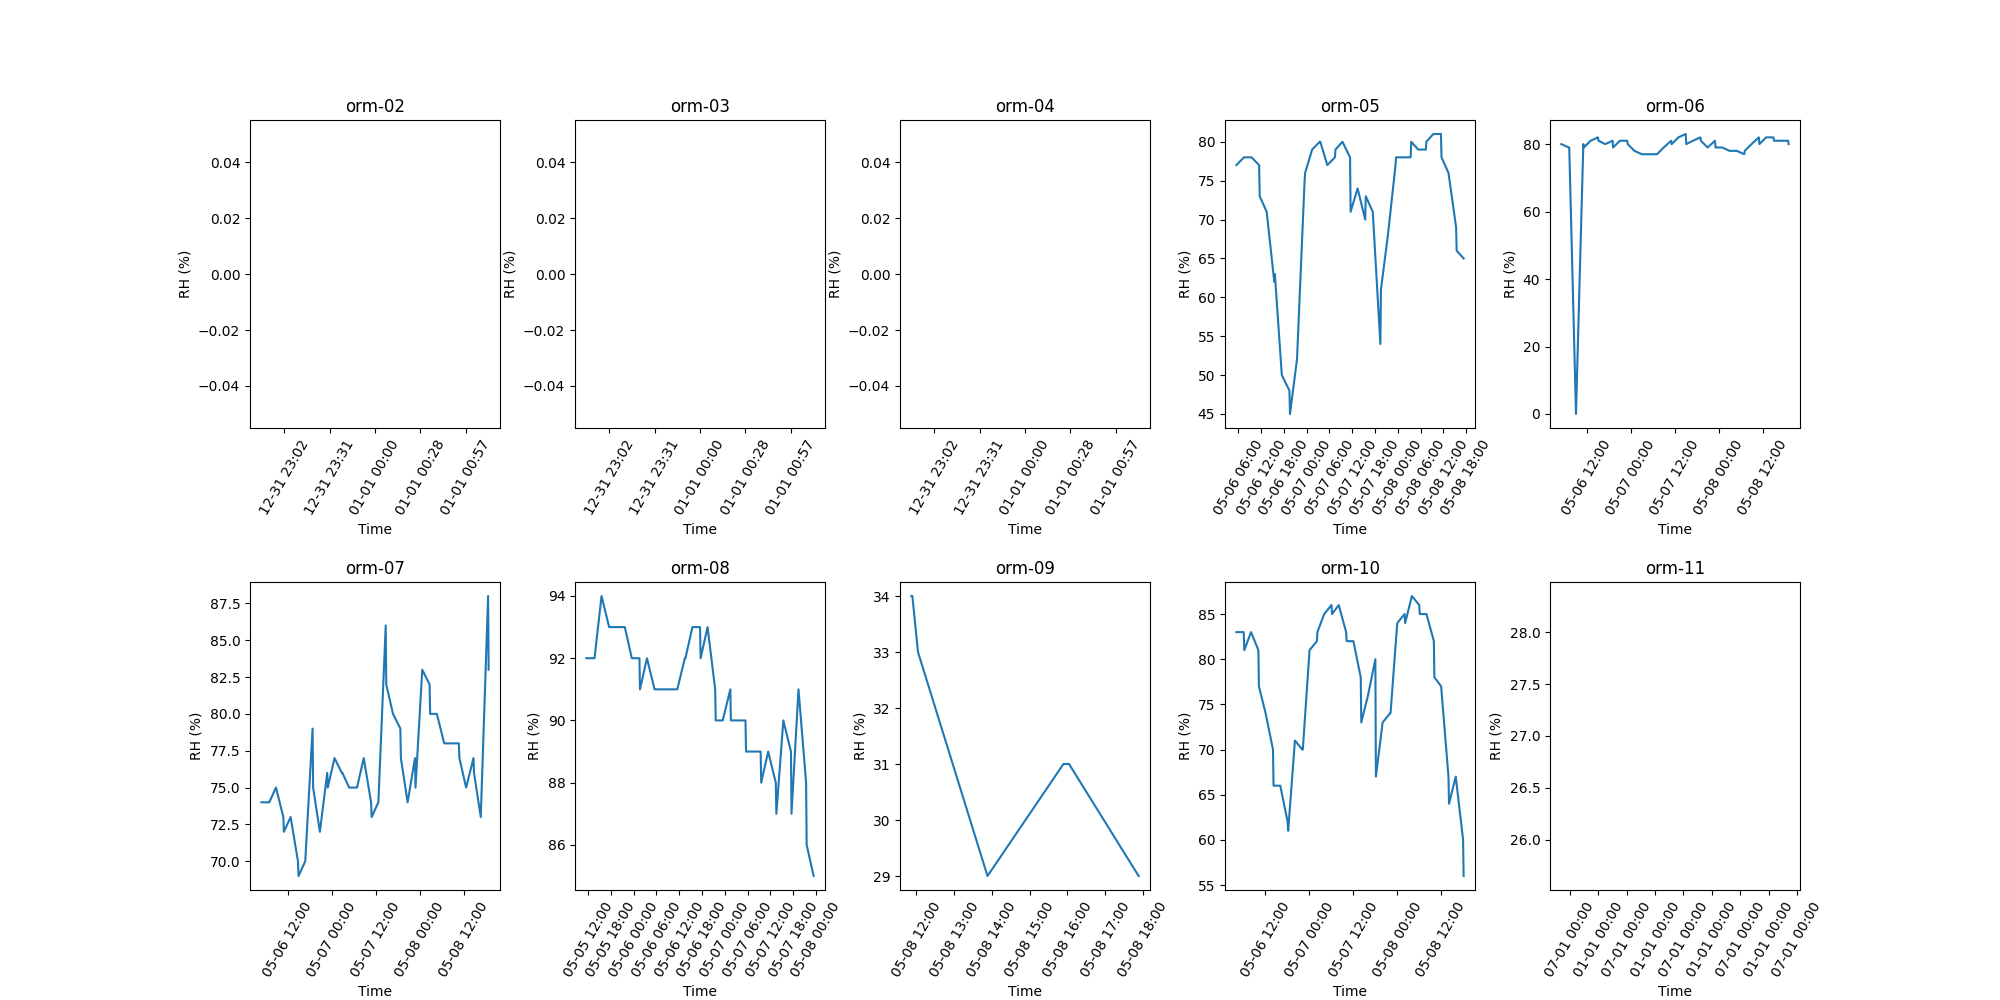 orm-02 orm-03 orm-04 orm-05 orm-06
RH (%) RH (%) RH (%) RH (%) RH (%)
0.04 0.04 0.04 80 80
0.02 0.02 0.02 75 60
0.00 0.00 0.00 70 40
−0.02 −0.02 −0.02 65 20
−0.04 −0.04 −0.04 60 0
55
50
45
12-31 23:02 12-31 23:31 01-01 00:00 01-01 00:28 01-01 00:57
12-31 23:02 12-31 23:31 01-01 00:00 01-01 00:28 01-01 00:57
12-31 23:02 12-31 23:31 01-01 00:00 01-01 00:28 01-01 00:57
05-06 06:00 05-06 12:00 05-06 18:00 05-07 00:00 05-07 06:00 05-07 12:00 05-07 18:00 05-08 00:00 05-08 06:00 05-08 12:00 05-08 18:00
05-06 12:00 05-07 00:00 05-07 12:00 05-08 00:00 05-08 12:00
Time Time Time Time Time
orm-07 orm-08 orm-09 orm-10 orm-11
RH (%) RH (%) RH (%) RH (%) RH (%)
87.5 94 34 85 28.0
85.0 92 33 80 27.5
82.5 90 32 75 27.0
80.0 88 31 70 26.5
77.5 86 30 65 26.0
75.0 29 60
72.5 55
70.0
05-06 12:00 05-07 00:00 05-07 12:00 05-08 00:00 05-08 12:00
05-05 12:00 05-05 18:00 05-06 00:00 05-06 06:00 05-06 12:00 05-06 18:00 05-07 00:00 05-07 06:00 05-07 12:00 05-07 18:00 05-08 00:00
05-08 12:00 05-08 13:00 05-08 14:00 05-08 15:00 05-08 16:00 05-08 17:00 05-08 18:00
05-06 12:00 05-07 00:00 05-07 12:00 05-08 00:00 05-08 12:00
07-01 00:00 01-01 00:00 07-01 00:00 01-01 00:00 07-01 00:00 01-01 00:00 07-01 00:00 01-01 00:00 07-01 00:00
Time Time Time Time Time